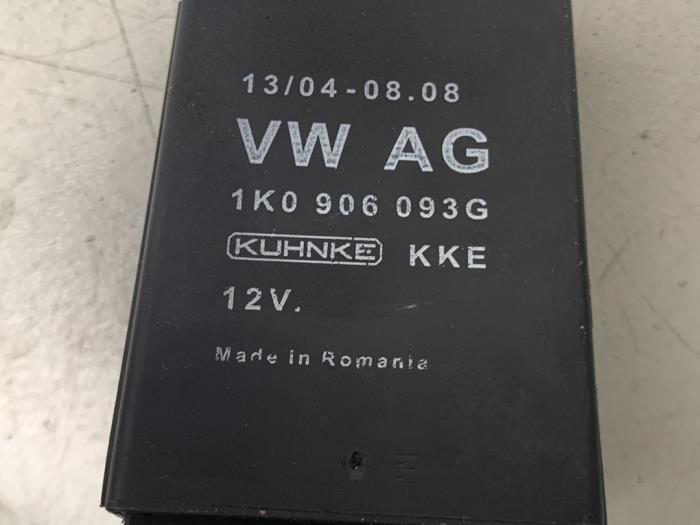 13/04-08.08
VW AG
1K0 906 093G
KUHNKE KKE
12V.
Made in Romania